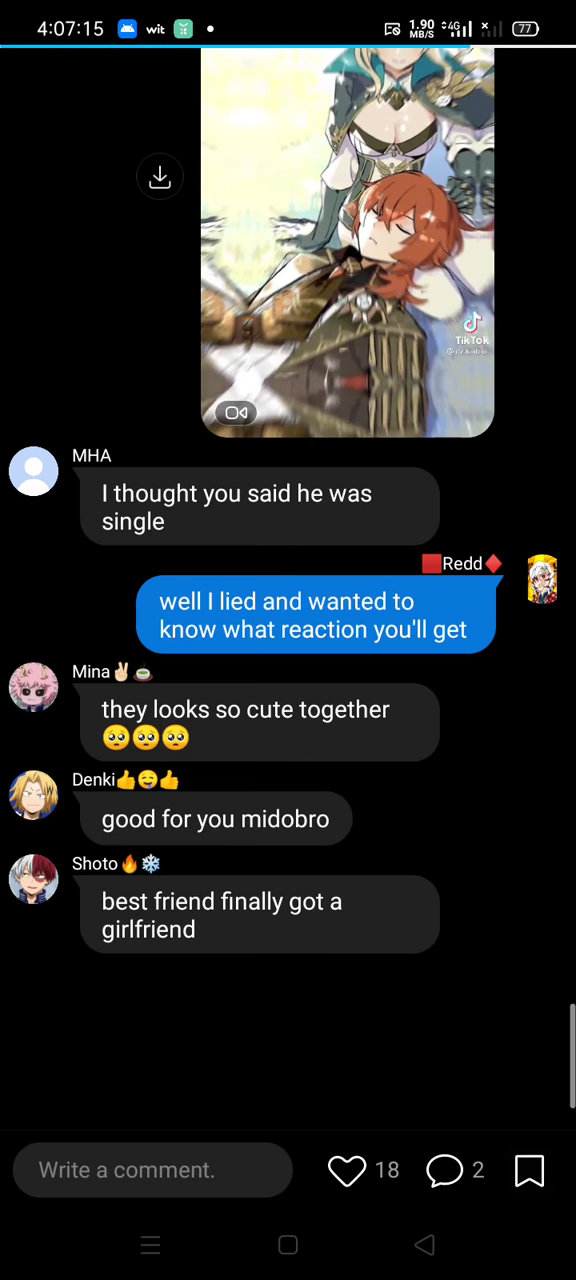 4:07:15 wit 1.90 MB/S 4G 77
TikTok
MHA
I thought you said he was
single
🟥Redd♦️
well I lied and wanted to
know what reaction you'll get
Mina✌🏻🍵
they looks so cute together
🥺🥺🥺
Denki👍🤤👍
good for you midobro
Shoto🔥❄️
best friend finally got a
girlfriend
Write a comment. 18 2